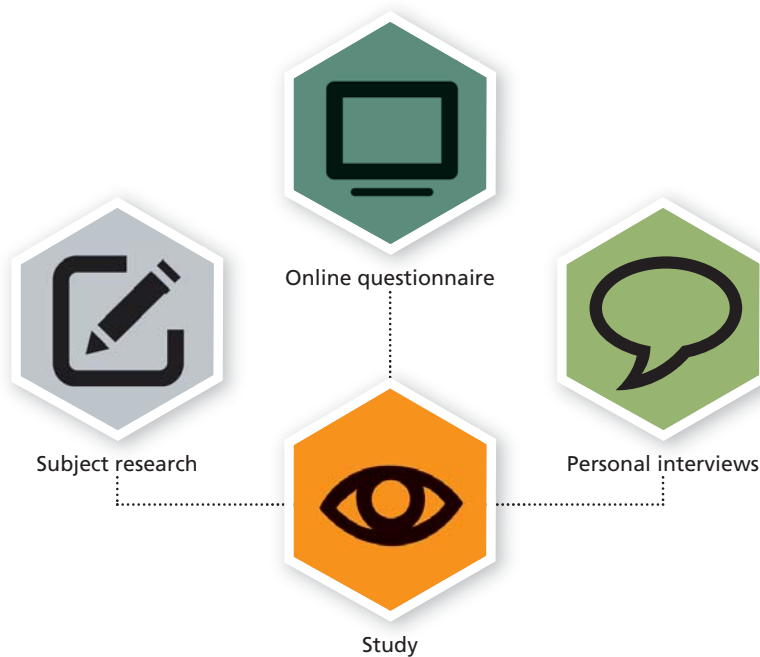 Online questionnaire
Subject research
Personal interviews
Study